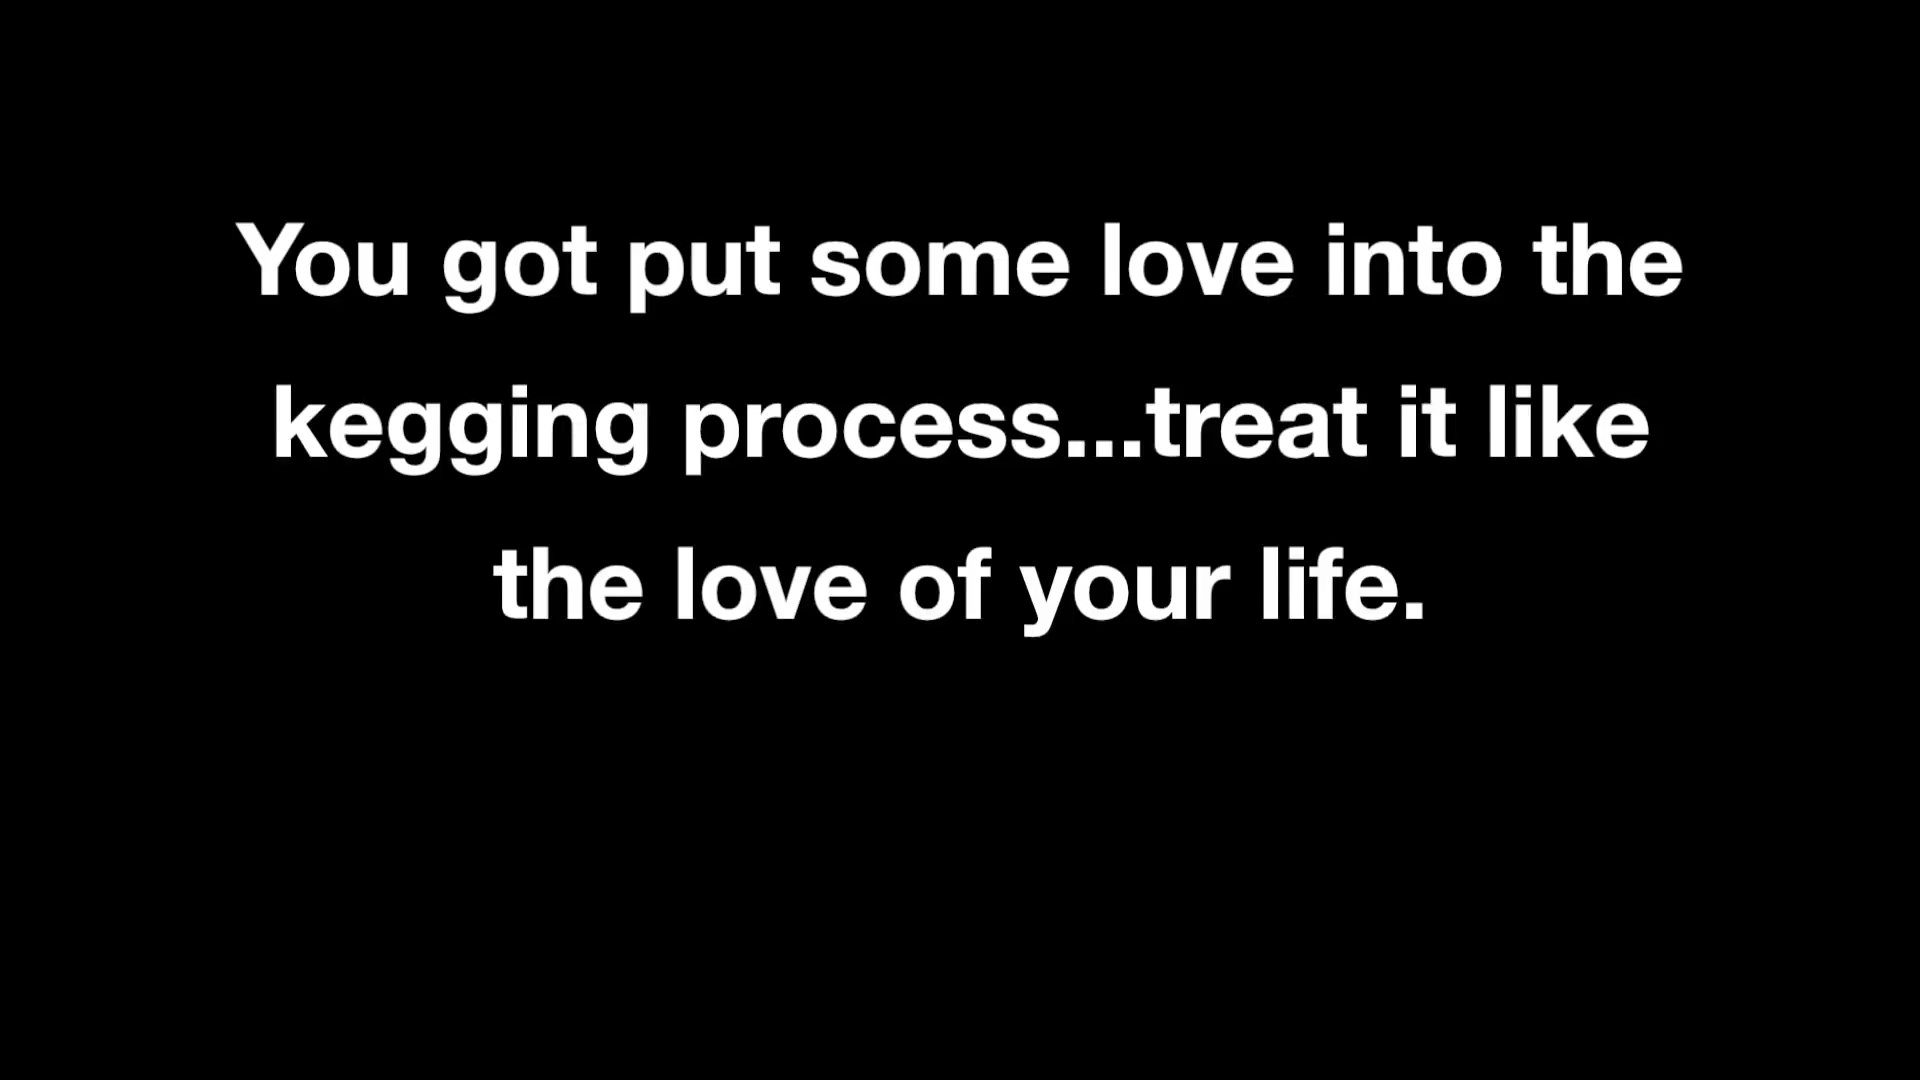 You got put some love into the
kegging process...treat it like
the love of your life.